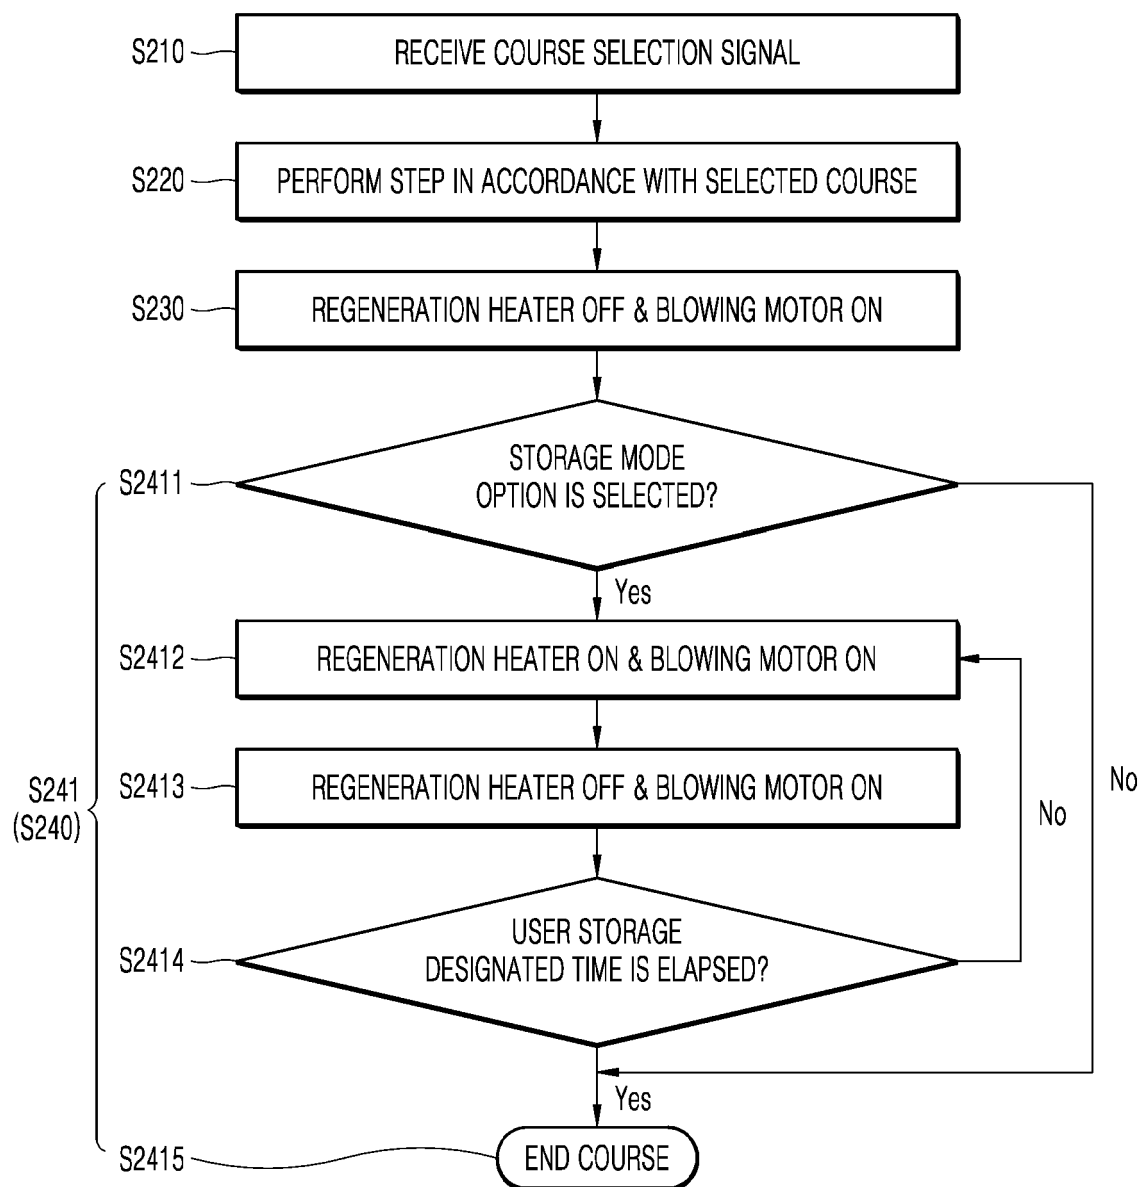 S210
RECEIVE COURSE SELECTION SIGNAL
S220
PERFORM STEP IN ACCORDANCE WITH SELECTED COURSE
S230
REGENERATION HEATER OFF & BLOWING MOTOR ON
S2411
STORAGE MODE
OPTION IS SELECTED?
Yes
S2412
REGENERATION HEATER ON & BLOWING MOTOR ON
S2413
REGENERATION HEATER OFF & BLOWING MOTOR ON
S241
(S240)
No
No
S2414
USER STORAGE
DESIGNATED TIME IS ELAPSED?
Yes
S2415
END COURSE